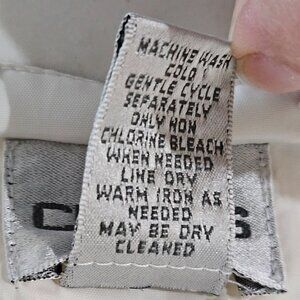 MACHINE WASH
COLD
GENTLE CYCLE
SEPARATELY
ONLY NON
CHLORINE BLEACH
WHEN NEEDED
LINE DRY
WARM IRON AS
NEEDED
MAY BE DRY
CLEANED